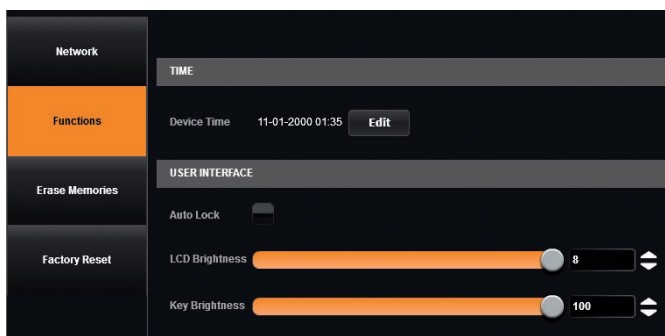 Network
Functions
Erase Memories
Factory Reset
TIME
Device Time 11-01-2000 01:35 Edit
USER INTERFACE
Auto Lock
LCD Brightness 8
Key Brightness 100